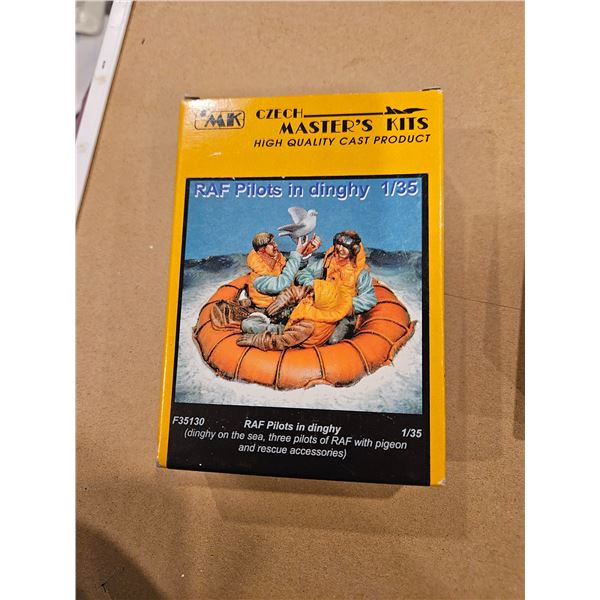 CMK
CZECH
MASTER'S KITS
HIGH QUALITY CAST PRODUCT
RAF Pilots in dinghy 1/35
F35130 RAF Pilots in dinghy 1/35
(dinghy on the sea, three pilots of RAF with pigeon
and rescue accessories)